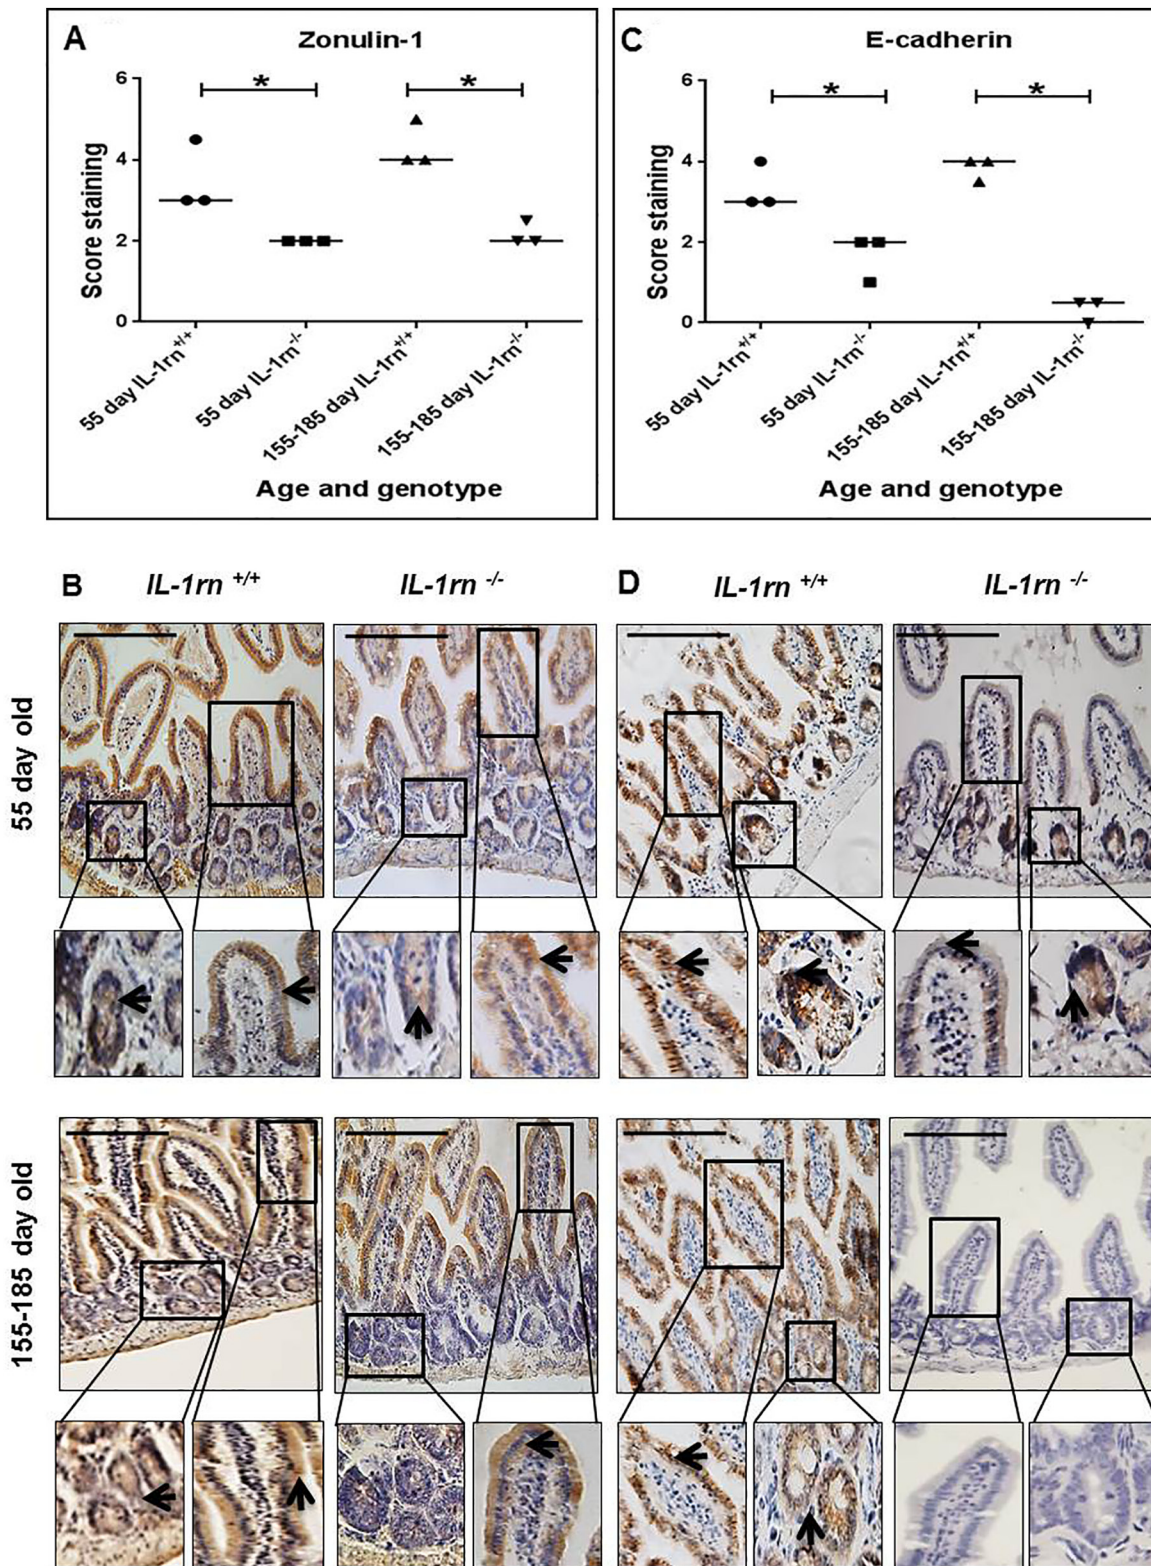 A
Zonulin-1
6
4
2
0
Score staining
*
*
55 day IL-1rn+/+
55 day IL-1rn-/-
155-185 day IL-1rn+/+
155-185 day IL-1rn-/-
Age and genotype
C
E-cadherin
6
4
2
0
Score staining
*
*
55 day IL-1rn+/+
55 day IL-1rn-/-
155-185 day IL-1rn+/+
155-185 day IL-1rn-/-
Age and genotype
B
IL-1rn +/+
IL-1rn -/-
D
IL-1rn +/+
IL-1rn -/-
55 day old
155-185 day old